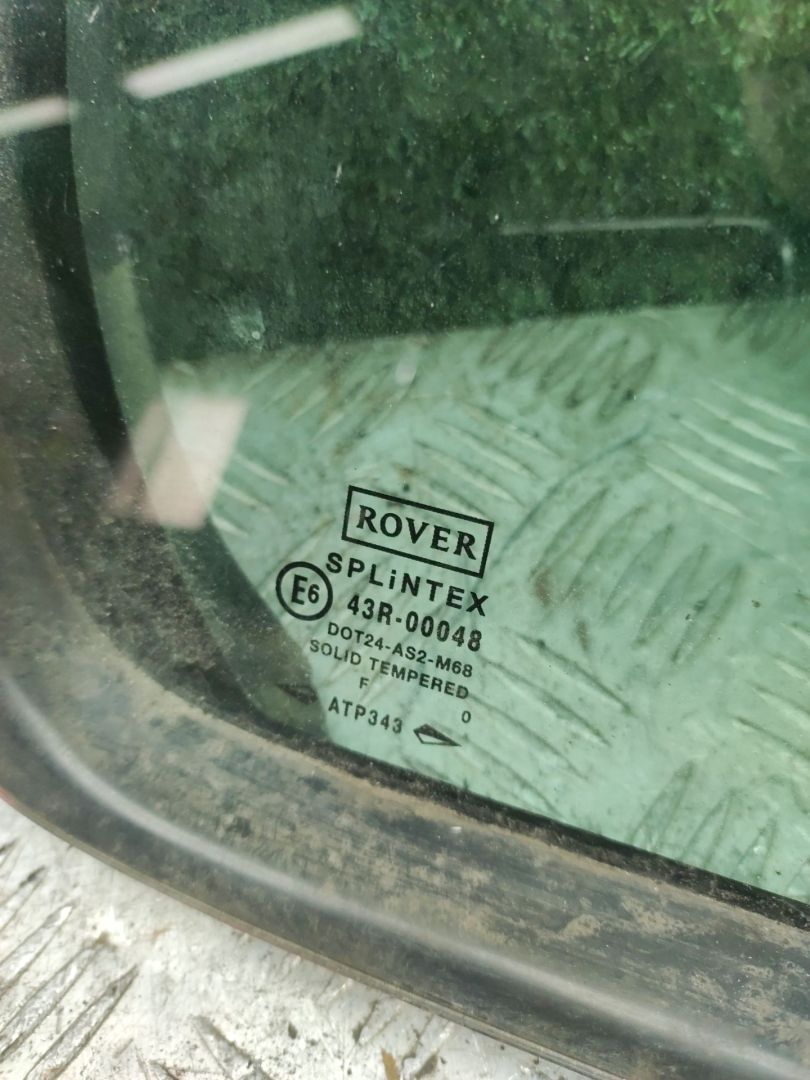 ROVER
SPLiNTEX
E6 43R-00048
DOT24-AS2-M68
SOLID TEMPERED
F 0
ATP343